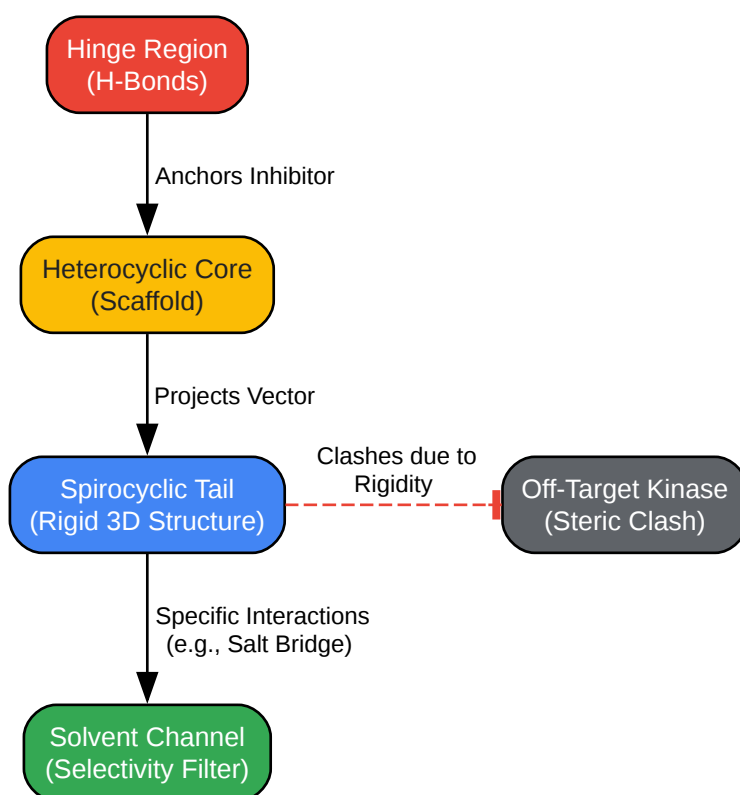 Hinge Region
(H-Bonds)
Anchors Inhibitor
Heterocyclic Core
(Scaffold)
Projects Vector
Spirocyclic Tail
(Rigid 3D Structure)
Clashes due to
Rigidity
Off-Target Kinase
(Steric Clash)
Specific Interactions
(e.g., Salt Bridge)
Solvent Channel
(Selectivity Filter)